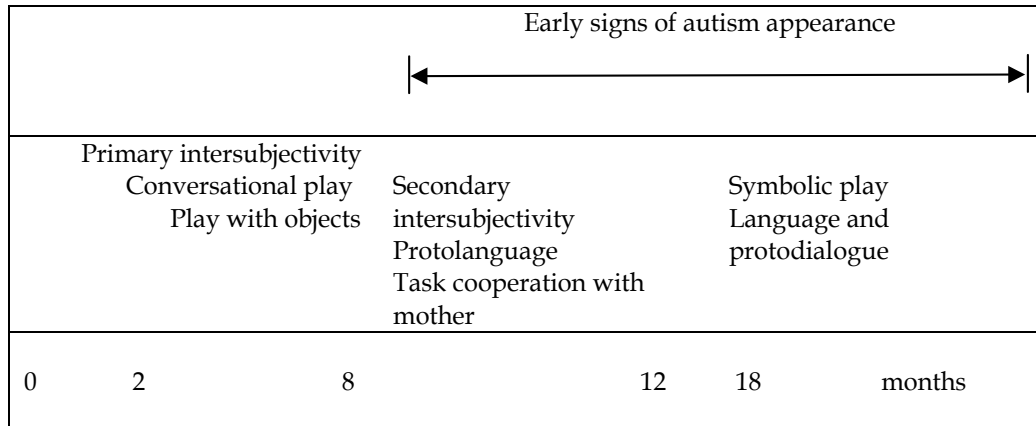 Early signs of autism appearance
Primary intersubjectivity
Conversational play
Play with objects
Secondary
intersubjectivity
Protolanguage
Task cooperation with
mother
Symbolic play
Language and
protodialogue
0 2 8 12 18 months